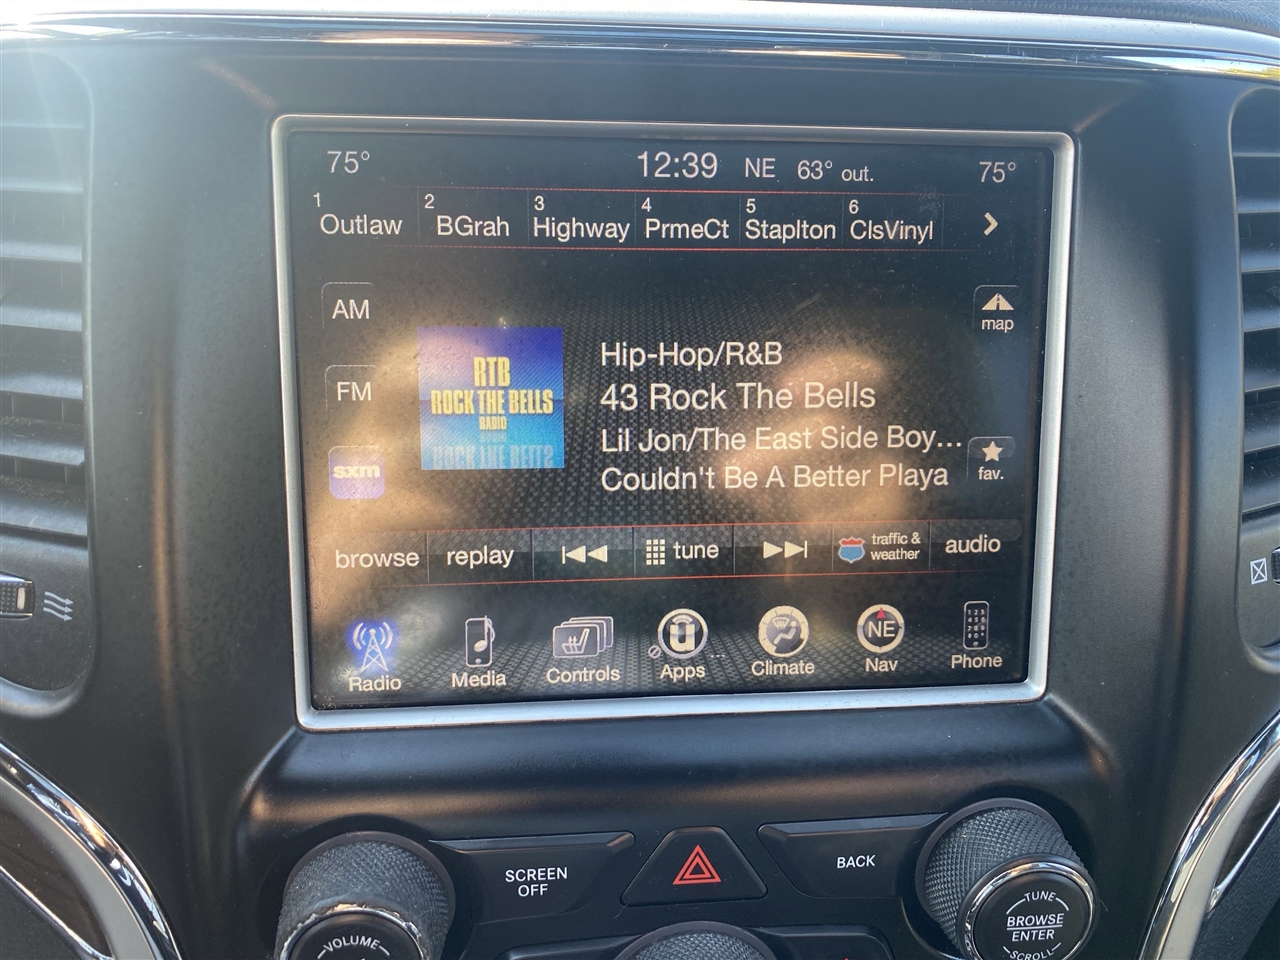 75° 12:39 NE 63° out. 75°
1 2 3 4 5 6
Outlaw BGrah Highway PrmeCt Staplton ClsVinyl
AM
map
RTB
ROCK THE BELLS
RADIO
Hip-Hop/R&B
43 Rock The Bells
Lil Jon/The East Side Boy...
Couldn't Be A Better Playa
FM
sxm
fav.
browse replay tune traffic & weather audio
NE
Radio Media Controls Apps Climate Nav Phone
SCREEN
OFF
BACK
VOLUME
TUNE
BROWSE
ENTER
SCROLL